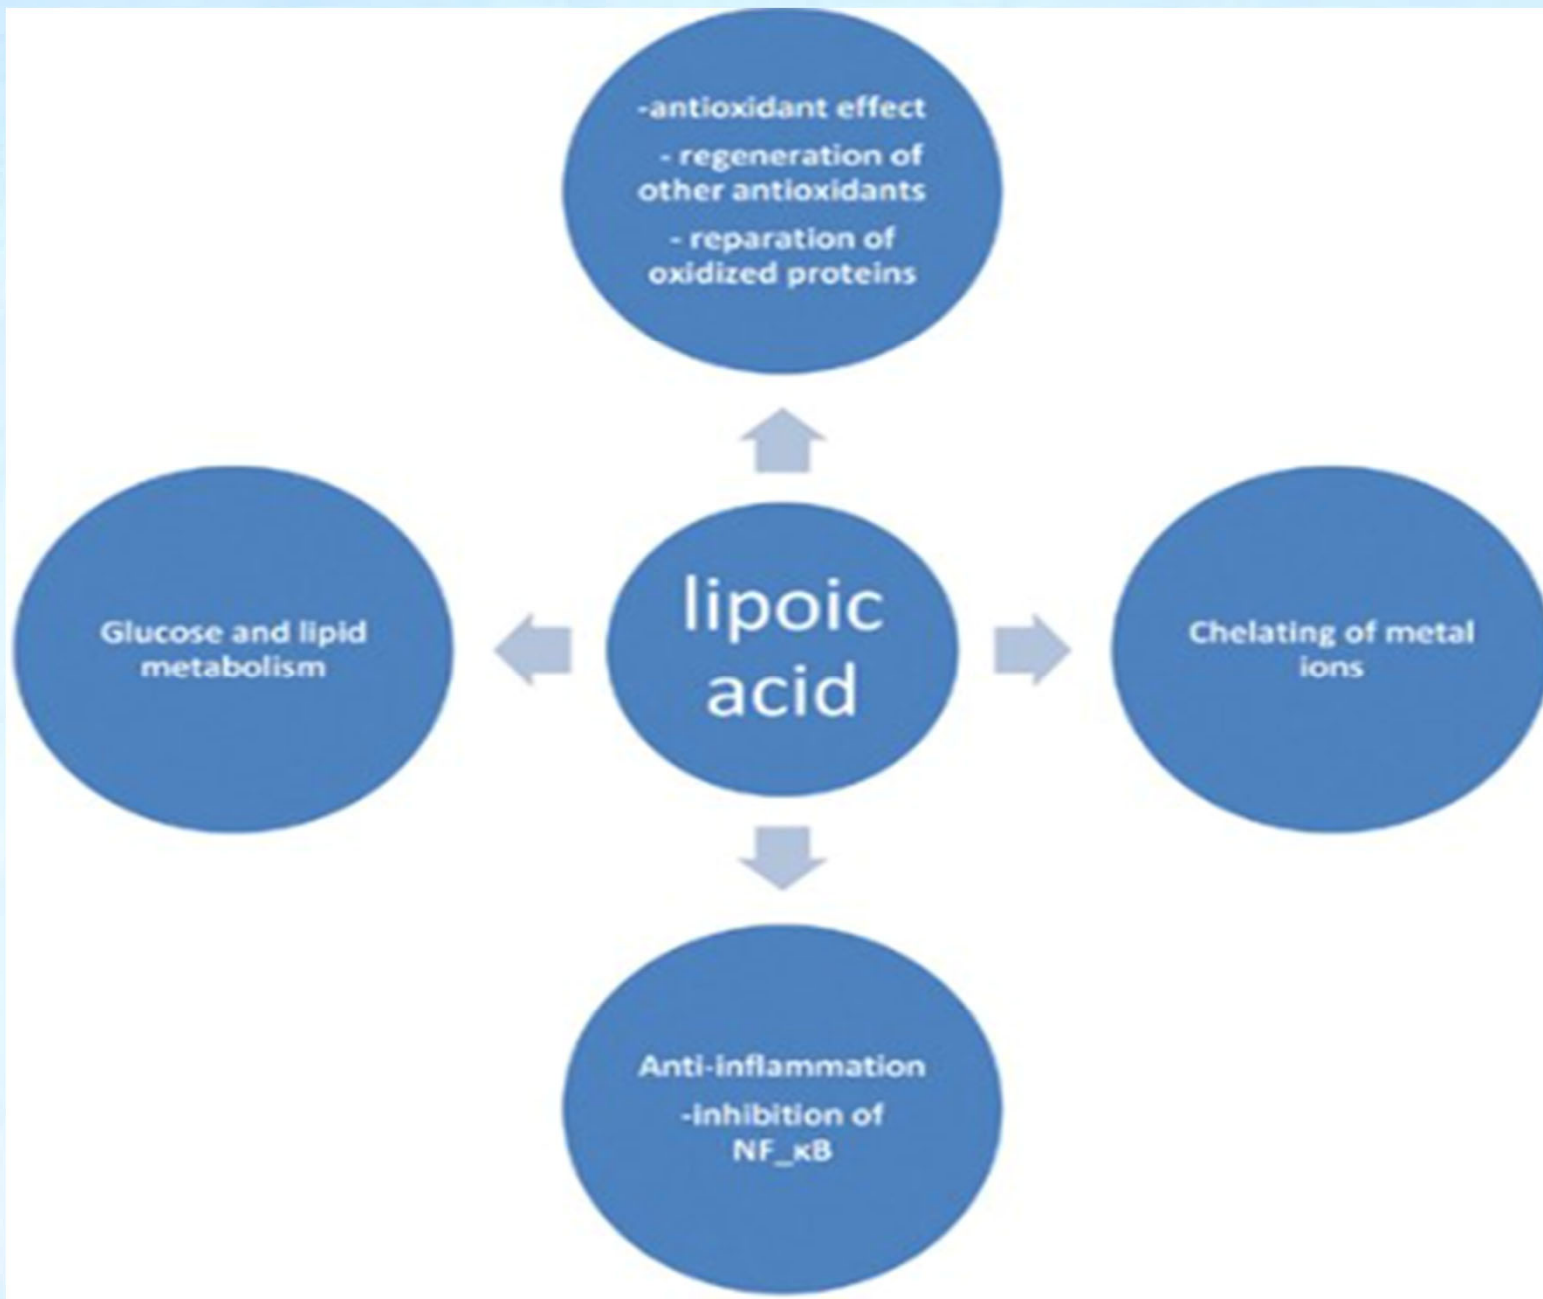 -antioxidant effect
- regeneration of
other antioxidants
- reparation of
oxidized proteins
Glucose and lipid
metabolism
lipoic
acid
Chelating of metal
ions
Anti-inflammation
-inhibition of
NF_κB